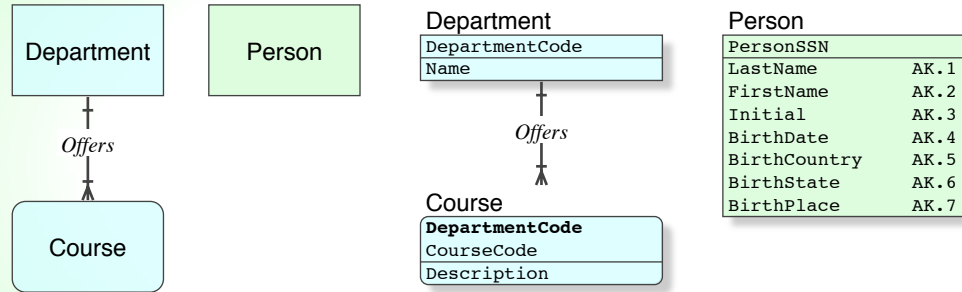 Department
Person
Offers
Course
Department
DepartmentCode
Name
Offers
Course
DepartmentCode
CourseCode
Description
Person
PersonSSN
LastName AK.1
FirstName AK.2
Initial AK.3
BirthDate AK.4
BirthCountry AK.5
BirthState AK.6
BirthPlace AK.7